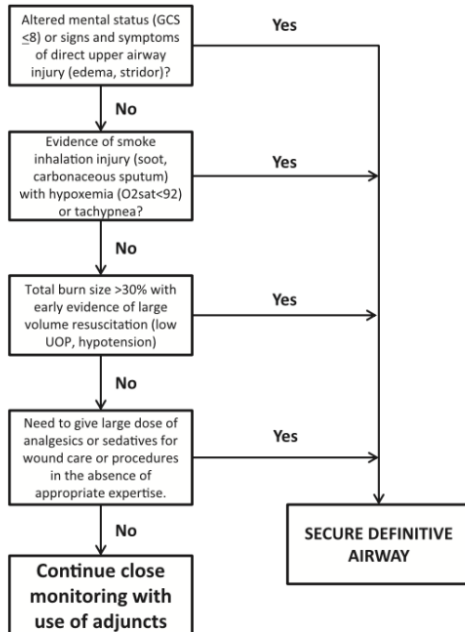 Altered mental status (GCS
≤8) or signs and symptoms
of direct upper airway
injury (edema, stridor)?
Yes
No
Evidence of smoke
inhalation injury (soot,
carbonaceous sputum)
with hypoxemia (O2sat<92)
or tachypnea?
Yes
No
Total burn size >30% with
early evidence of large
volume resuscitation (low
UOP, hypotension)
Yes
No
Need to give large dose of
analgesics or sedatives for
wound care or procedures
in the absence of
appropriate expertise.
Yes
No
SECURE DEFINITIVE
AIRWAY
Continue close
monitoring with
use of adjuncts